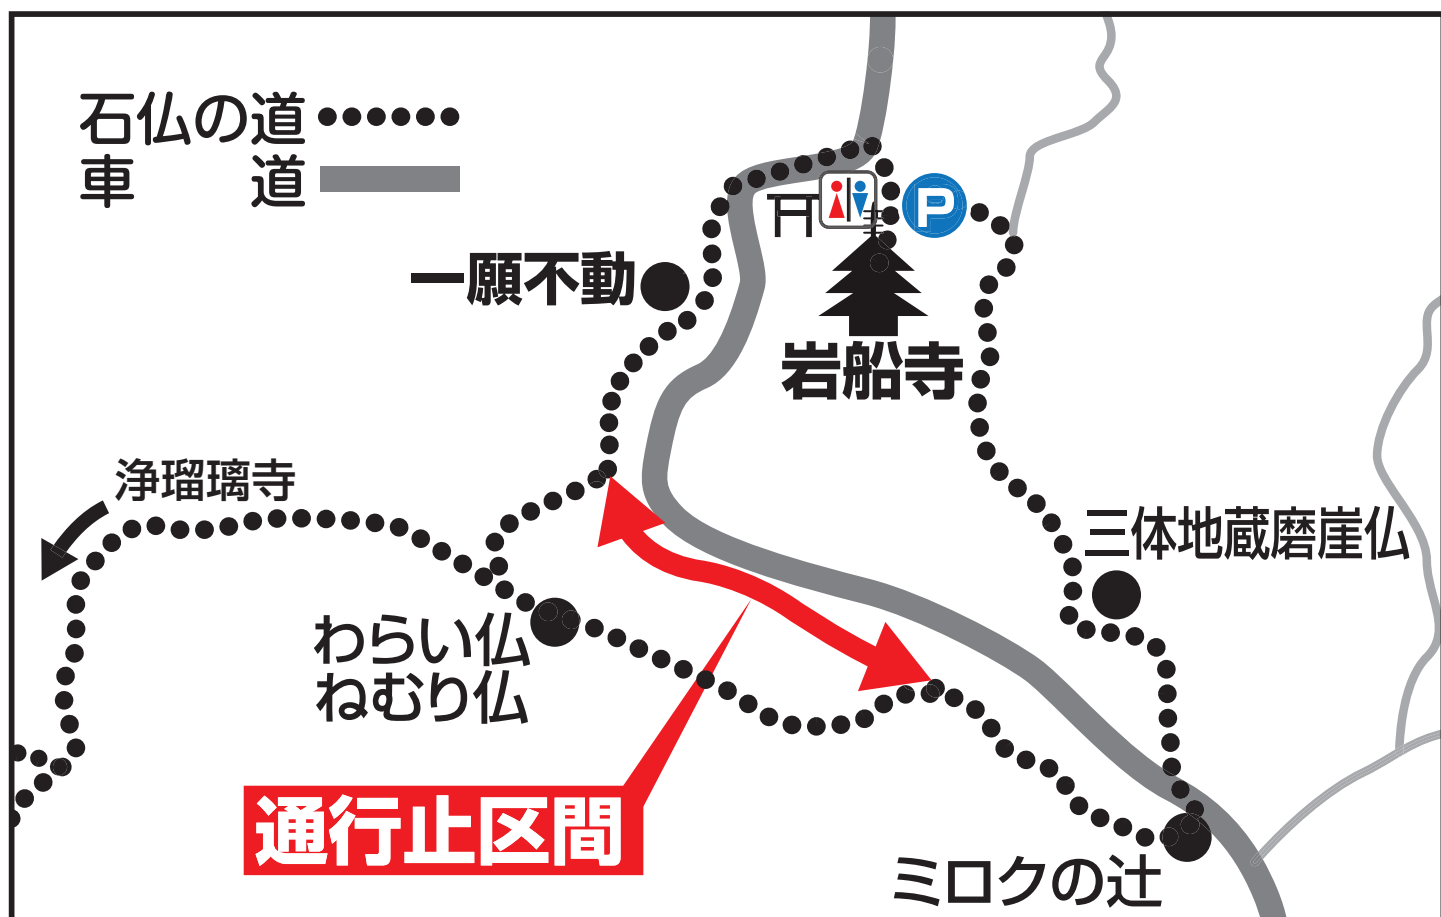 石仏の道
車　道
P
一願不動
岩船寺
浄瑠璃寺
三体地蔵磨崖仏
わらい仏
ねむり仏
通行止区間
ミロクの辻